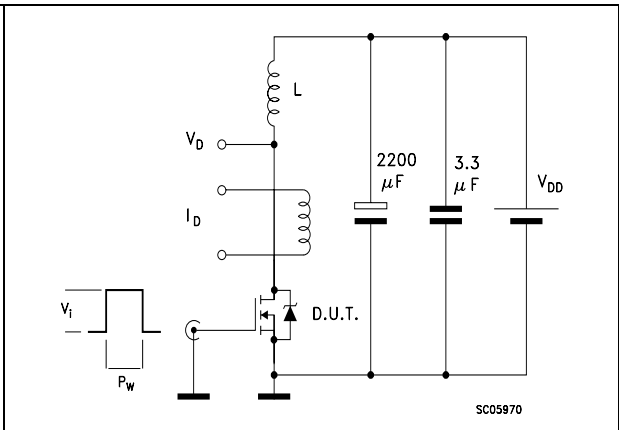 L
V_D
2200 μF
3.3 μF
V_DD
I_D
V_i
D.U.T.
P_W
SC05970